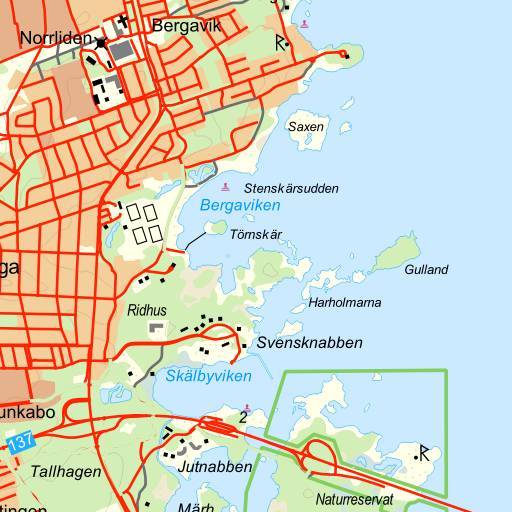 Bergavik
Norrliden
Saxen
Stenskärsudden
Bergaviken
Törnskär
ga
Gulland
Harholmarna
Ridhus
Svensknabben
Skälbyviken
unkabo
2
137
Tallhagen
Jutnabben
Naturreservat
Märh
tingon